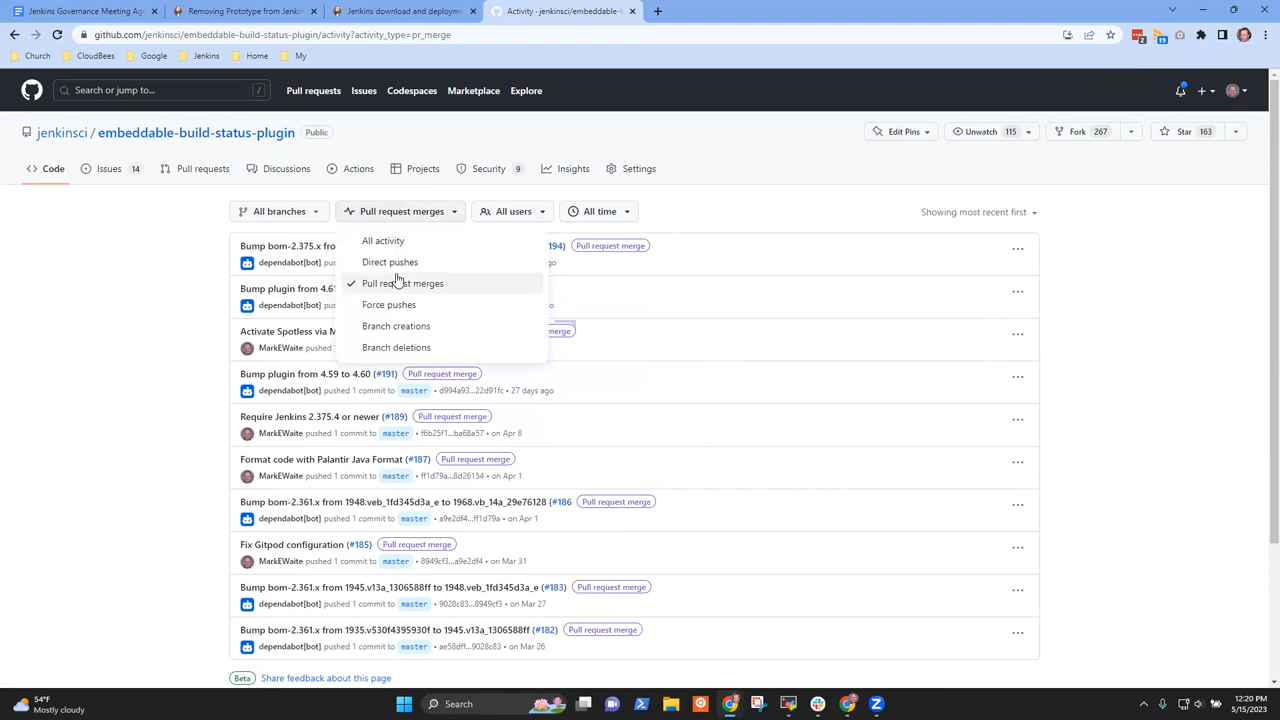 Jenkins Governance Meeting Age
Removing Prototype from Jenkin
Jenkins download and deployme
Activity · jenkinsci/embeddable-b
github.com/jenkinsci/embeddable-build-status-plugin/activity?activity_type=pr_merge
2
19
Church
CloudBees
Google
Jenkins
Home
My
Search or jump to...
/
Pull requests
Issues
Codespaces
Marketplace
Explore
jenkinsci / embeddable-build-status-plugin
Public
Edit Pins
Unwatch 115
Fork 267
Star 163
Code
Issues 14
Pull requests
Discussions
Actions
Projects
Security 9
Insights
Settings
All branches
Pull request merges
All users
All time
Showing most recent first
All activity
Direct pushes
Pull request merges
Force pushes
Branch creations
Branch deletions
Bump bom-2.375.x fro
194) Pull request merge
dependabot[bot] pus
go
Bump plugin from 4.61
dependabot[bot] pus
o
Activate Spotless via M
merge
MarkEWaite pushed 1
Bump plugin from 4.59 to 4.60 (#191) Pull request merge
dependabot[bot] pushed 1 commit to master • d994a93...22d91fc • 27 days ago
Require Jenkins 2.375.4 or newer (#189) Pull request merge
MarkEWaite pushed 1 commit to master • f6b25f1...ba68a57 • on Apr 8
Format code with Palantir Java Format (#187) Pull request merge
MarkEWaite pushed 1 commit to master • ff1d79a...8d26154 • on Apr 1
Bump bom-2.361.x from 1948.veb_1fd345d3a_e to 1968.vb_14a_29e76128 (#186 Pull request merge
dependabot[bot] pushed 1 commit to master • a9e2df4...ff1d79a • on Apr 1
Fix Gitpod configuration (#185) Pull request merge
MarkEWaite pushed 1 commit to master • 8949cf3...a9e2df4 • on Mar 31
Bump bom-2.361.x from 1945.v13a_1306588ff to 1948.veb_1fd345d3a_e (#183) Pull request merge
dependabot[bot] pushed 1 commit to master • 9028c83...8949cf3 • on Mar 27
Bump bom-2.361.x from 1935.v530f4395930f to 1945.v13a_1306588ff (#182) Pull request merge
dependabot[bot] pushed 1 commit to master • ae58dff...9028c83 • on Mar 26
Beta Share feedback about this page
54°F
Mostly cloudy
Search
12:20 PM
5/15/2023